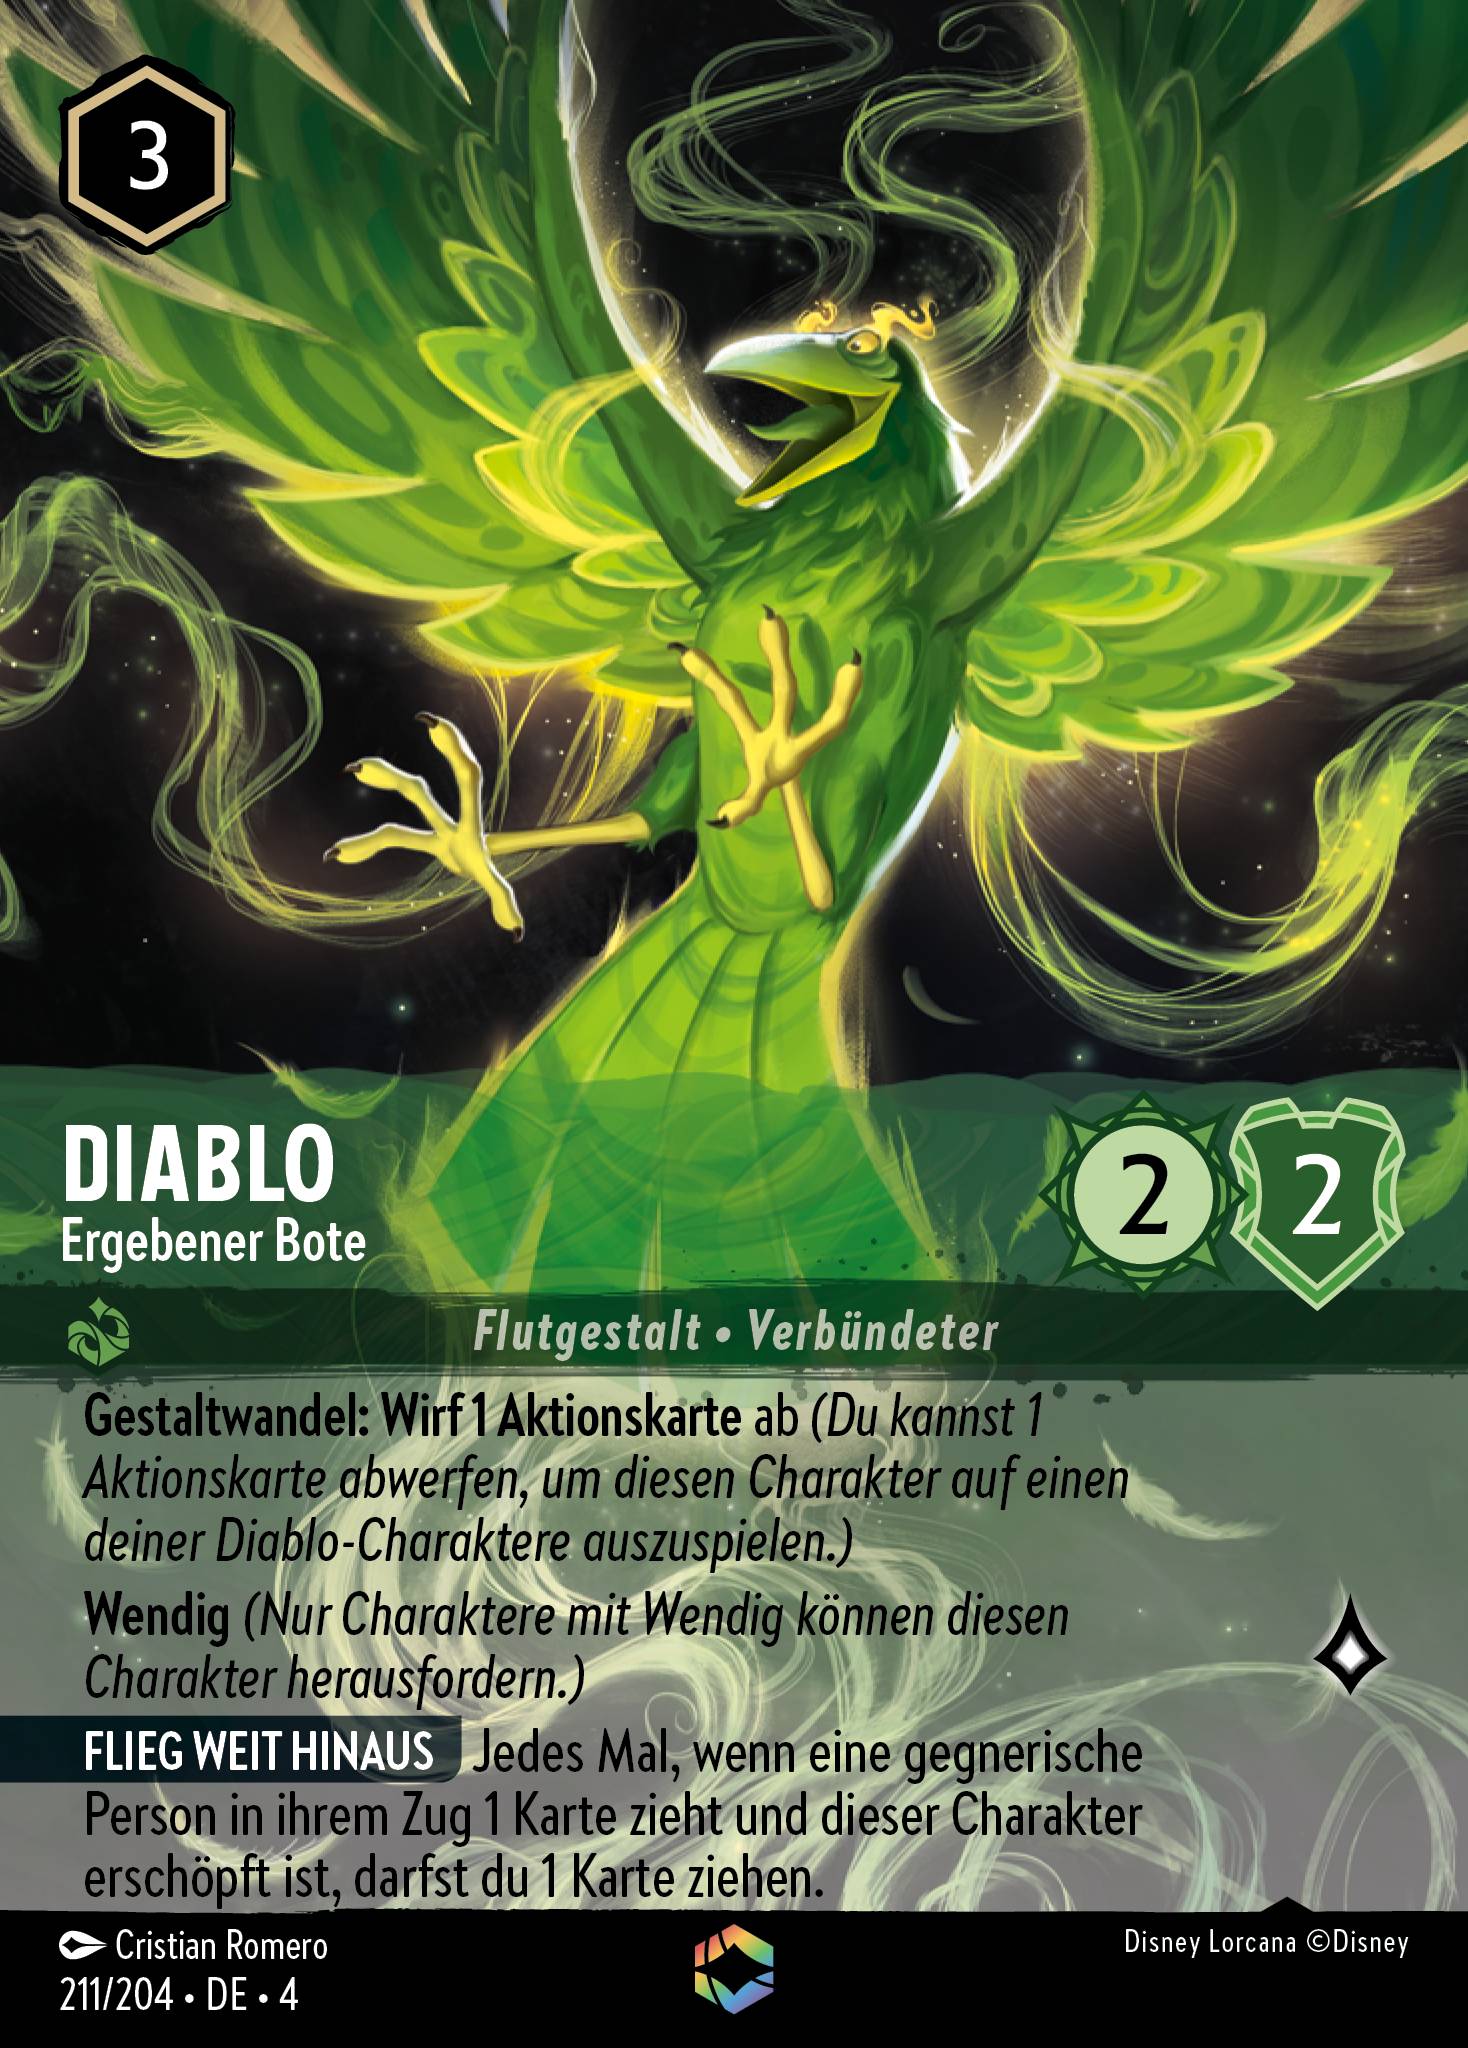 3
DIABLO
Ergebener Bote
2
2
Flutgestalt • Verbündeter
Gestaltwandel: Wirf 1 Aktionskarte ab (Du kannst 1
Aktionskarte abwerfen, um diesen Charakter auf einen
deiner Diablo-Charaktere auszuspielen.)
Wendig (Nur Charaktere mit Wendig können diesen
Charakter herausfordern.)
FLIEG WEIT HINAUS Jedes Mal, wenn eine gegnerische
Person in ihrem Zug 1 Karte zieht und dieser Charakter
erschöpft ist, darfst du 1 Karte ziehen.
Cristian Romero
Disney Lorcana ©Disney
211/204 • DE • 4